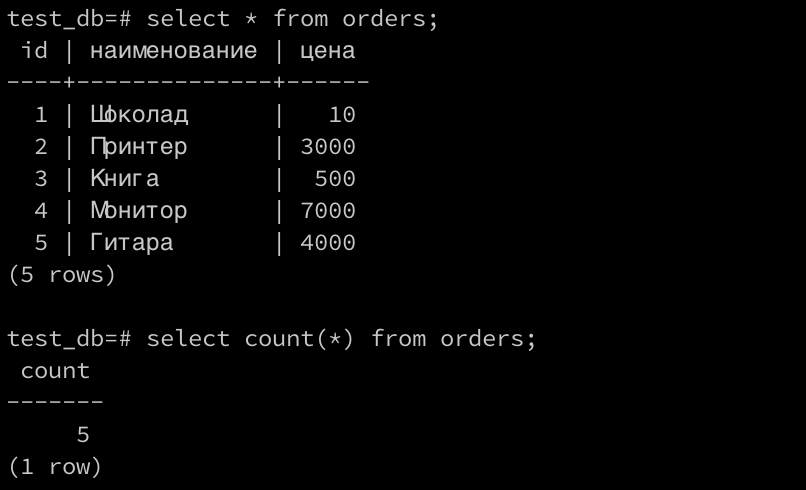 test_db=# select * from orders;
 id | наименование | цена
----+--------------+------
  1 | Шоколад      |   10
  2 | Принтер      | 3000
  3 | Книга        |  500
  4 | Монитор      | 7000
  5 | Гитара       | 4000
(5 rows)

test_db=# select count(*) from orders;
 count
-------
     5
(1 row)